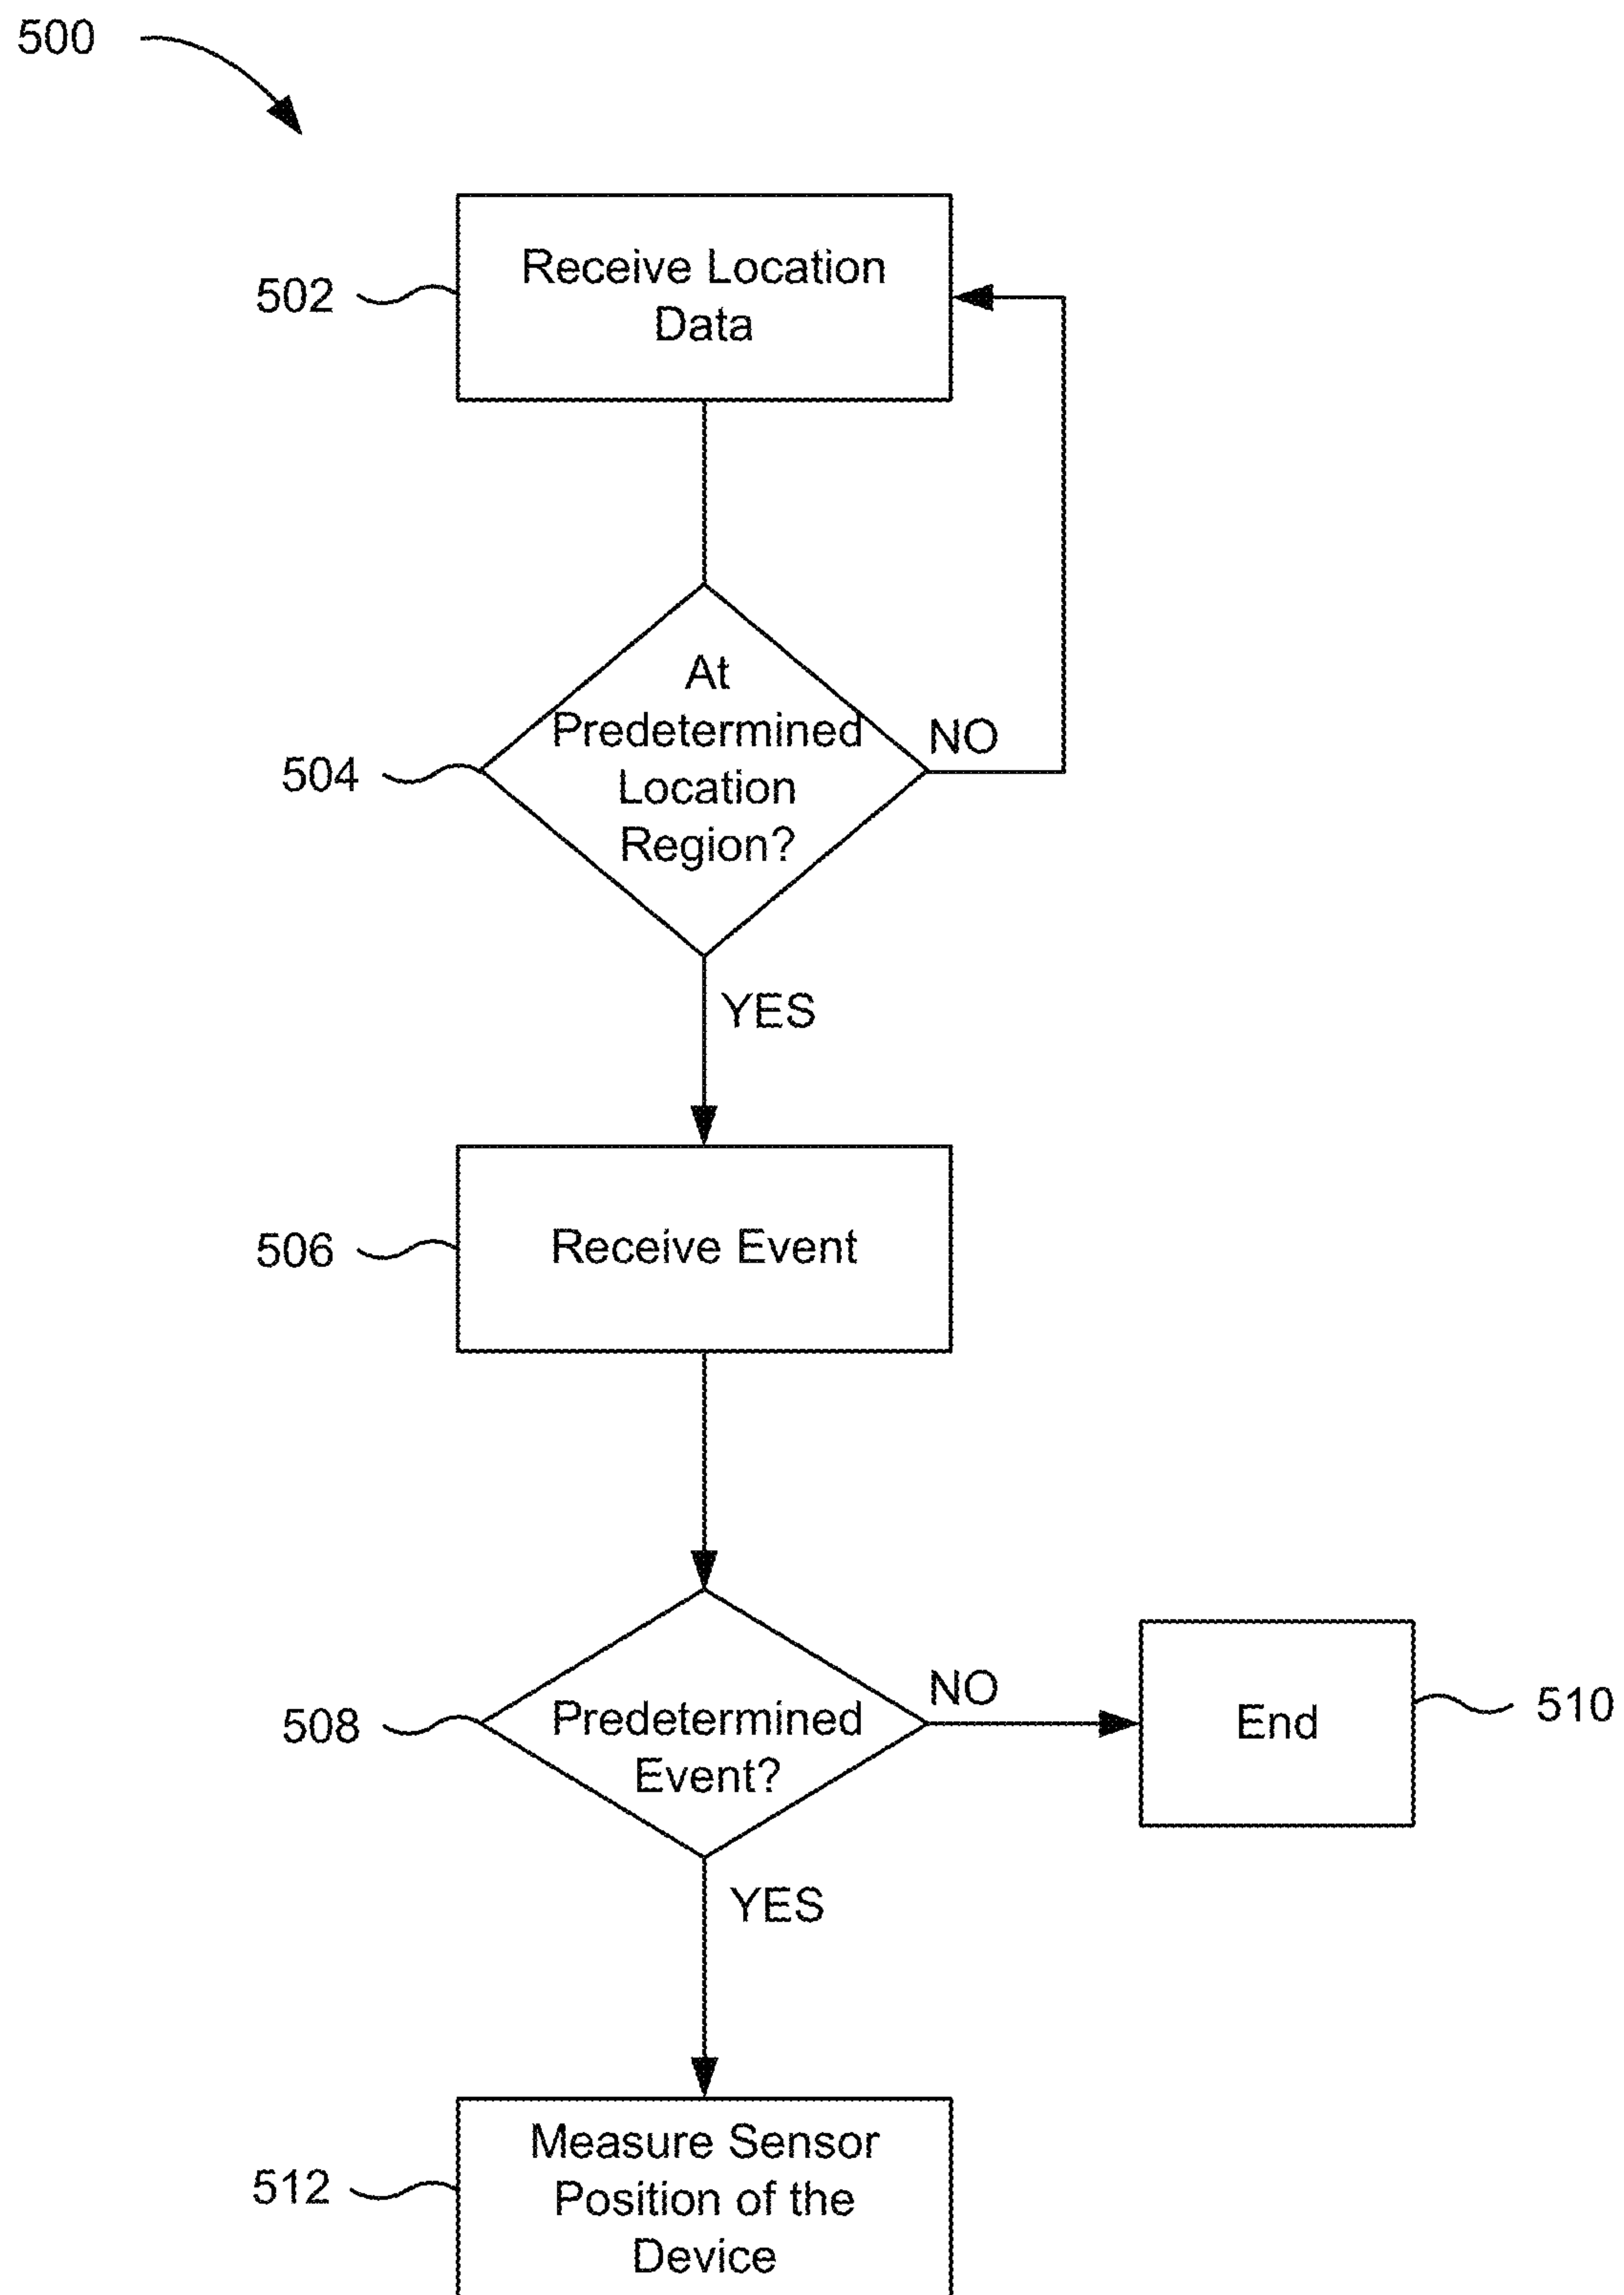 500
502
Receive Location
Data
504
At
Predetermined
Location
Region?
NO
YES
506
Receive Event
508
Predetermined
Event?
NO
End
510
YES
512
Measure Sensor
Position of the
Device